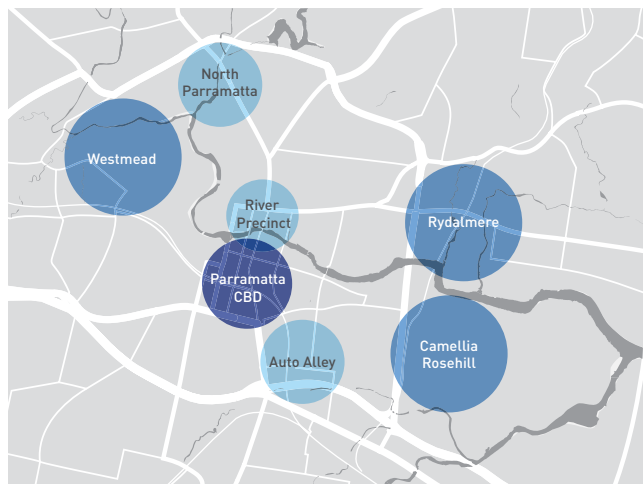 North
Parramatta
Westmead
River
Precinct
Rydalmere
Parramatta
CBD
Auto Alley
Camellia
Rosehill